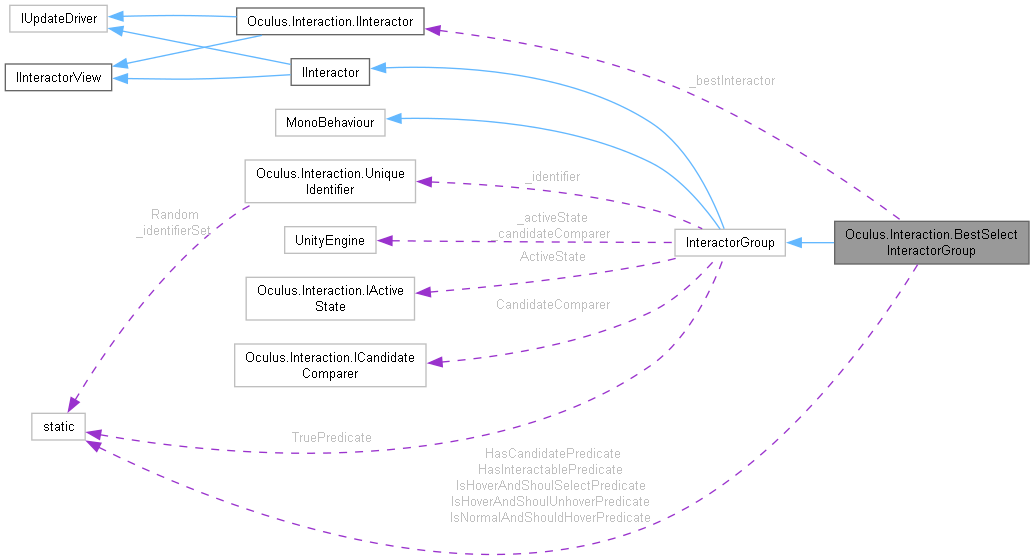 IUpdateDriver
Oculus.Interaction.IInteractor
IInteractorView
IInteractor
_bestInteractor
MonoBehaviour
Oculus.Interaction.Unique
Identifier
_identifier
Random
_identifierSet
_activeState
_candidateComparer
UnityEngine
InteractorGroup
Oculus.Interaction.BestSelect
InteractorGroup
ActiveState
Oculus.Interaction.IActive
State
CandidateComparer
Oculus.Interaction.ICandidate
Comparer
static
TruePredicate
HasCandidatePredicate
HasInteractablePredicate
IsHoverAndShoulSelectPredicate
IsHoverAndShoulUnhoverPredicate
IsNormalAndShouldHoverPredicate